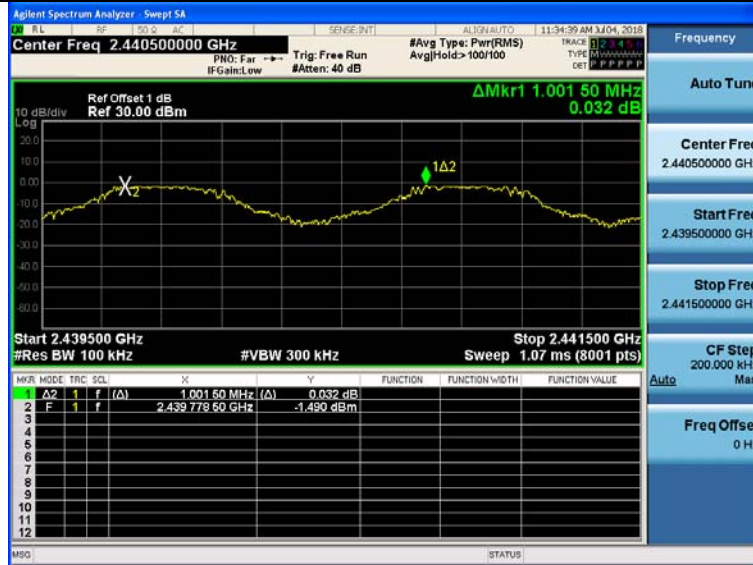 Agilent Spectrum Analyzer - Swept SA
RL RF 50 Ω AC SENSE:INT ALIGN AUTO 11:34:39 AM Jul 04, 2018
Center Freq 2.440500000 GHz
PNO: Far Trig: Free Run
IFGain:Low #Atten: 40 dB
#Avg Type: Pwr(RMS)
Avg|Hold:>100/100
TRACE 1 2 3 4 5 6
TYPE M
DET P P P P P P
Frequency
Auto Tune
ΔMkr1 1.001 50 MHz
0.032 dB
Ref Offset 1 dB
10 dB/div Ref 30.00 dBm
Log
20.0
10.0
0.00
-10.0
-20.0
-30.0
-40.0
-50.0
-60.0
X2
1Δ2
Center Freq
2.440500000 GHz
Start Freq
2.439500000 GHz
Stop Freq
2.441500000 GHz
CF Step
200.000 kHz
Auto Man
Freq Offset
0 Hz
Start 2.439500 GHz Stop 2.441500 GHz
#Res BW 100 kHz #VBW 300 kHz Sweep 1.07 ms (8001 pts)
MKR MODE TRC SCL X Y FUNCTION FUNCTION WIDTH FUNCTION VALUE
1 Δ2 1 f (Δ) 1.001 50 MHz (Δ) 0.032 dB
2 F 1 f 2.439 778 50 GHz -1.490 dBm
3
4
5
6
7
8
9
10
11
12
MSG STATUS